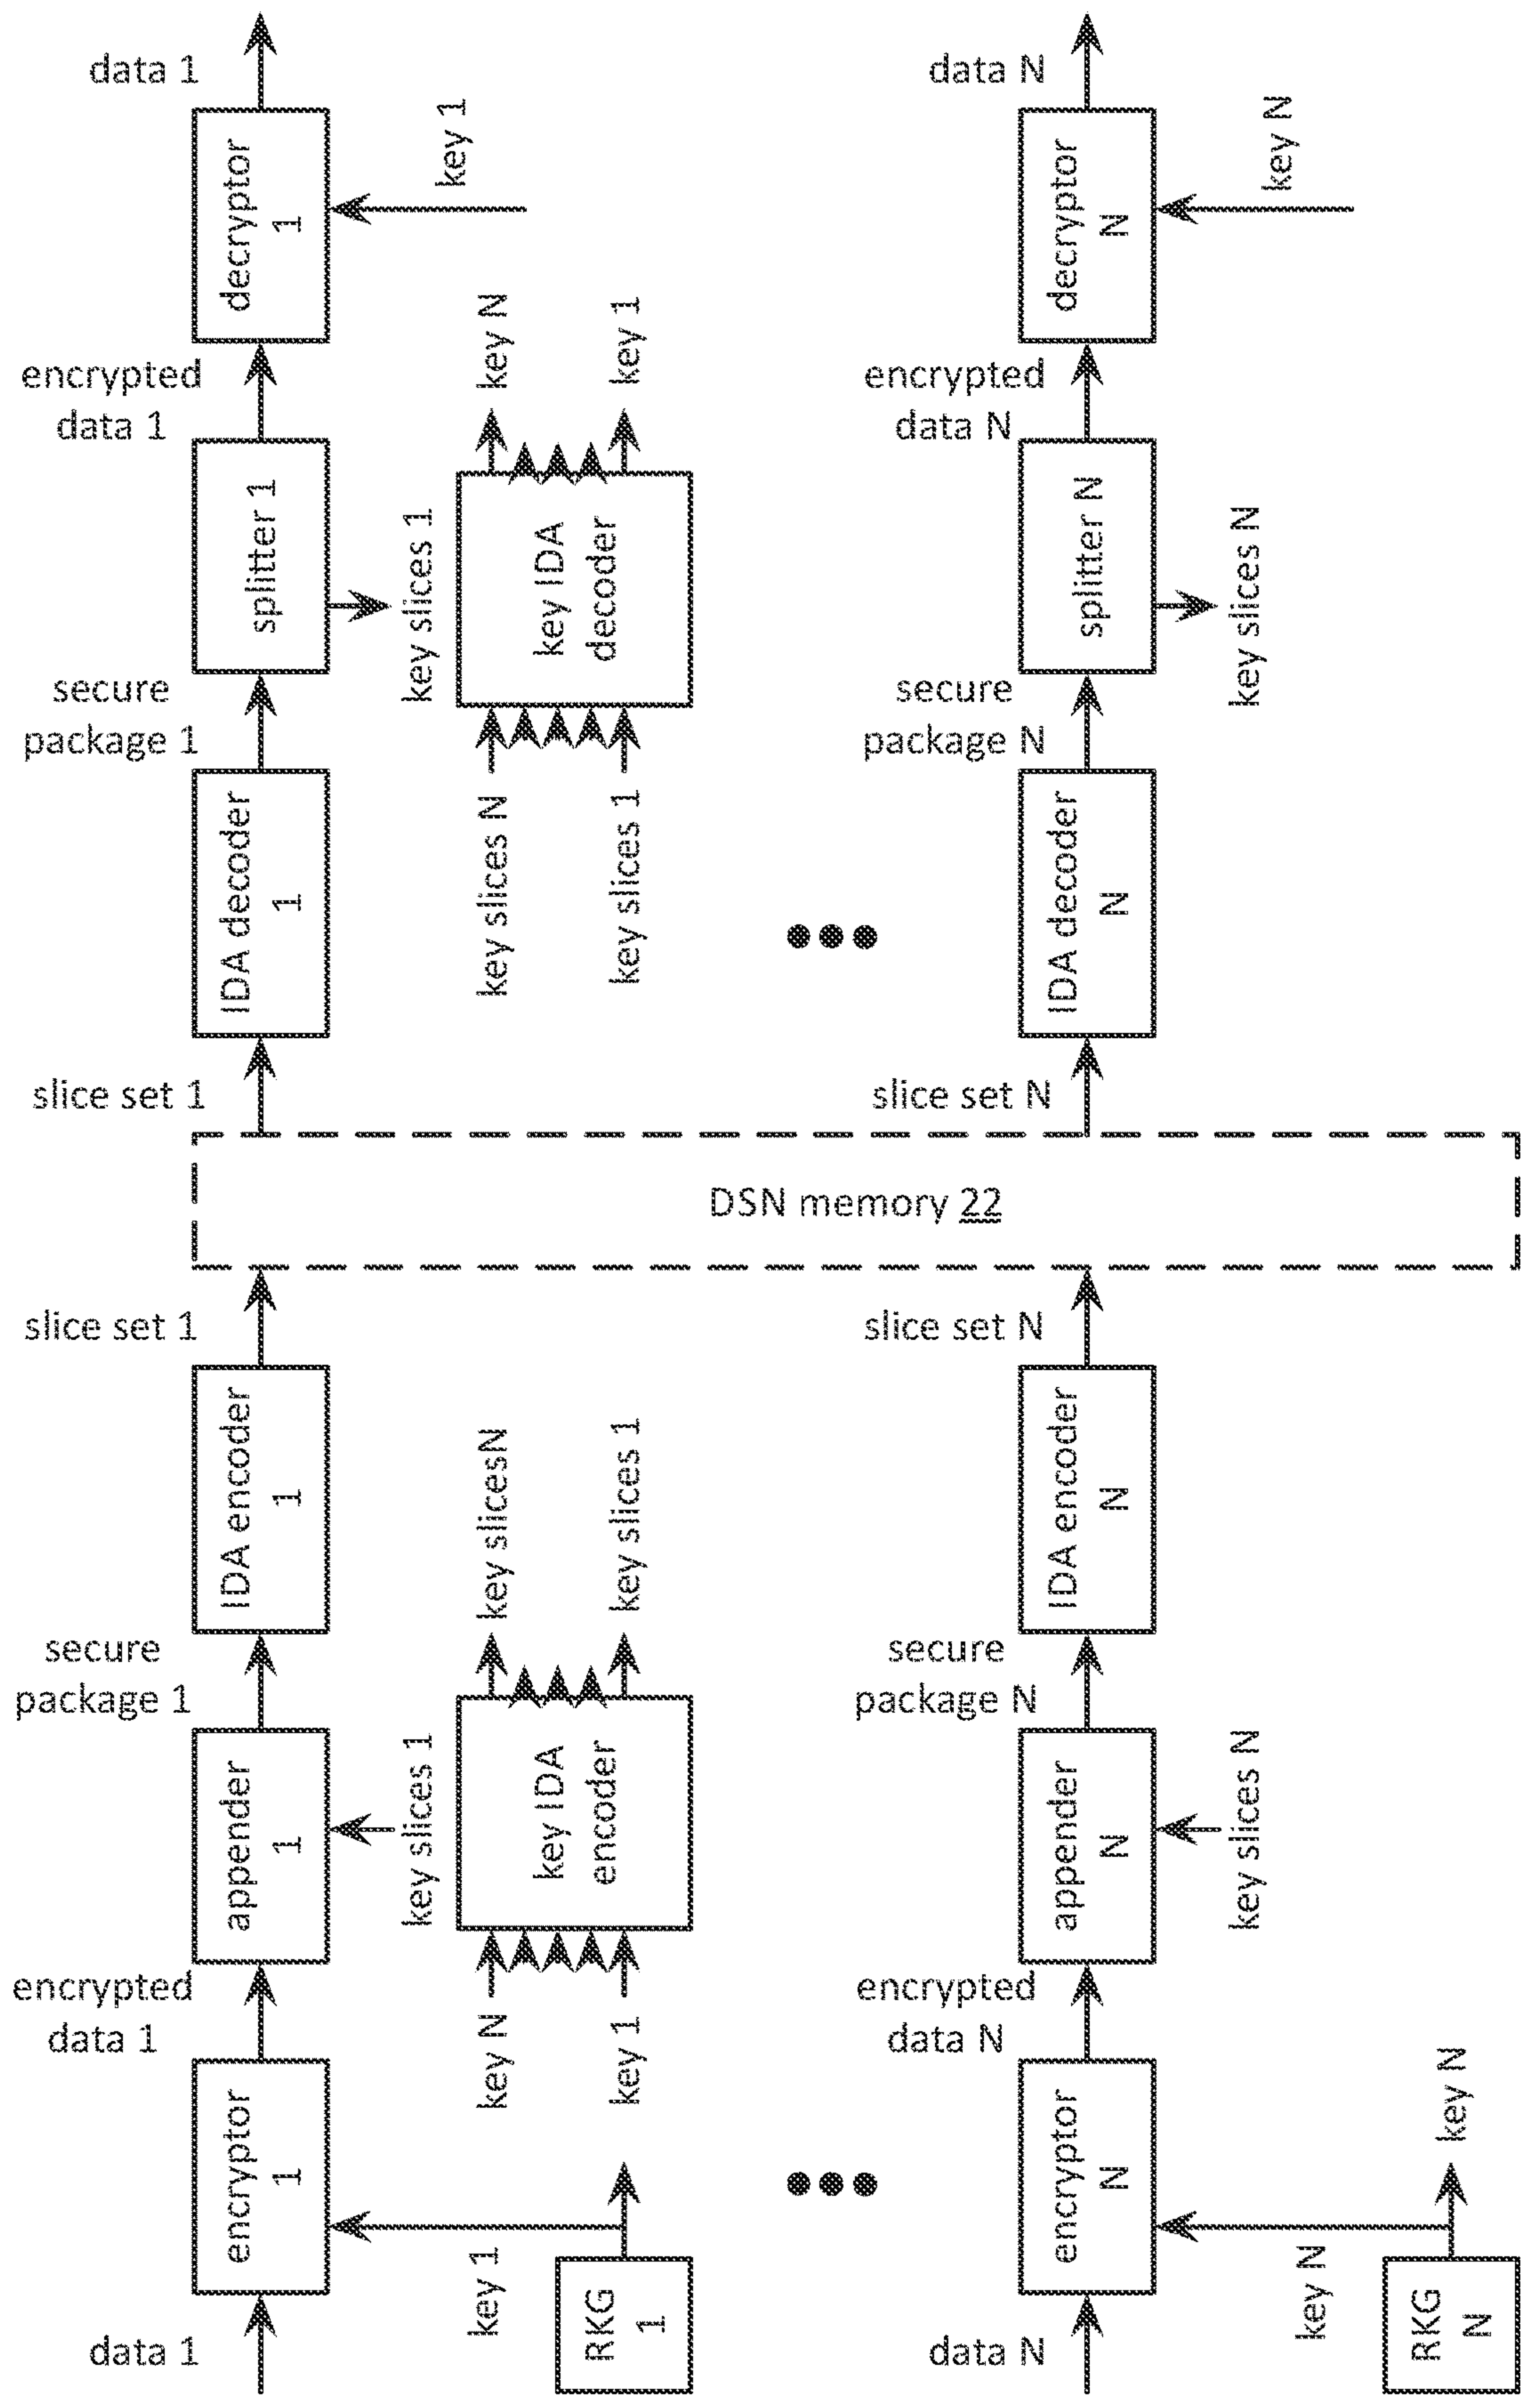 data 1
decryptor
1
key 1
encrypted
data 1
splitter 1
key slices 1
secure
package 1
IDA decoder
1
slice set 1
key N
key 1
key IDA
decoder
key slices N
key slices 1
data N
decryptor
N
key N
encrypted
data N
splitter N
key slices N
secure
package N
IDA decoder
N
slice set N
DSN memory 22
slice set 1
IDA encoder
1
secure
package 1
appender
1
key slices 1
encrypted
data 1
encryptor
1
key 1
RKG
1
data 1
key slicesN
key slices 1
key IDA
encoder
key N
key 1
slice set N
IDA encoder
N
secure
package N
appender
N
key slices N
encrypted
data N
encryptor
N
key N
key N
RKG
N
data N